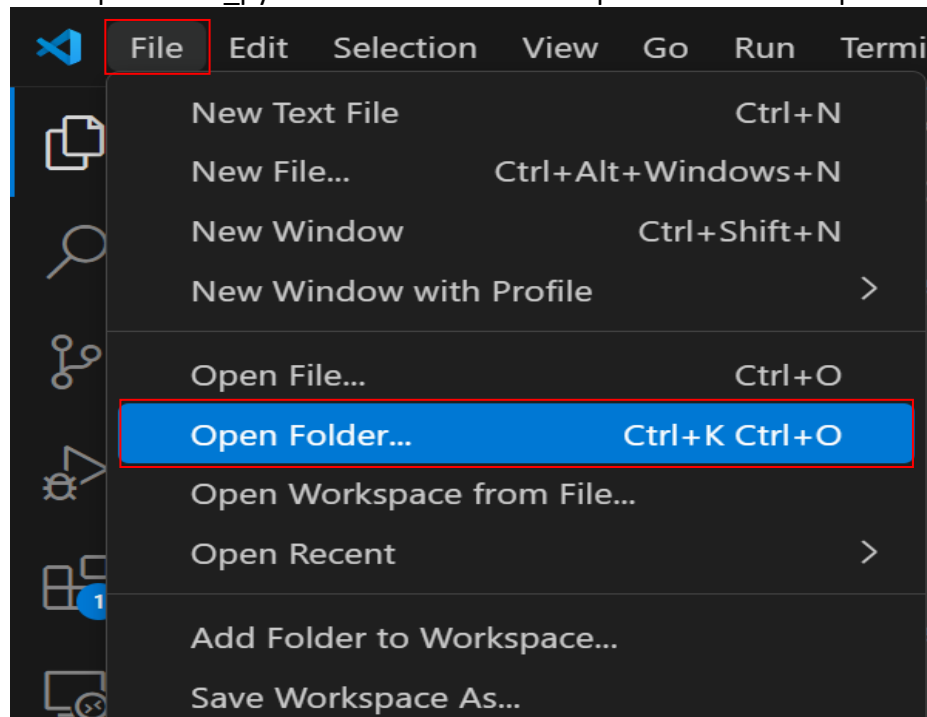 File Edit Selection View Go Run Termi
New Text File Ctrl+N
New File... Ctrl+Alt+Windows+N
New Window Ctrl+Shift+N
New Window with Profile >
Open File... Ctrl+O
Open Folder... Ctrl+K Ctrl+O
Open Workspace from File...
Open Recent >
1
Add Folder to Workspace...
Save Workspace As...